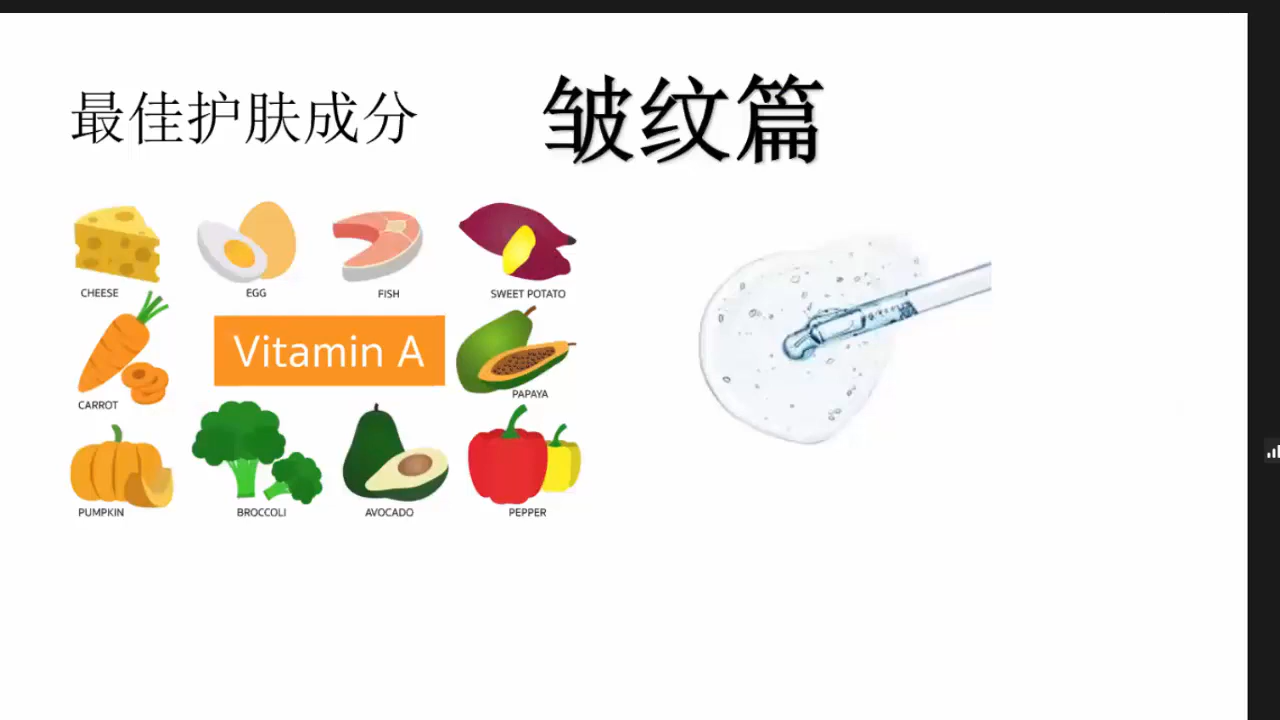 最佳护肤成分
皱纹篇
CHEESE
EGG
FISH
SWEET POTATO
CARROT
Vitamin A
PAPAYA
PUMPKIN
BROCCOLI
AVOCADO
PEPPER